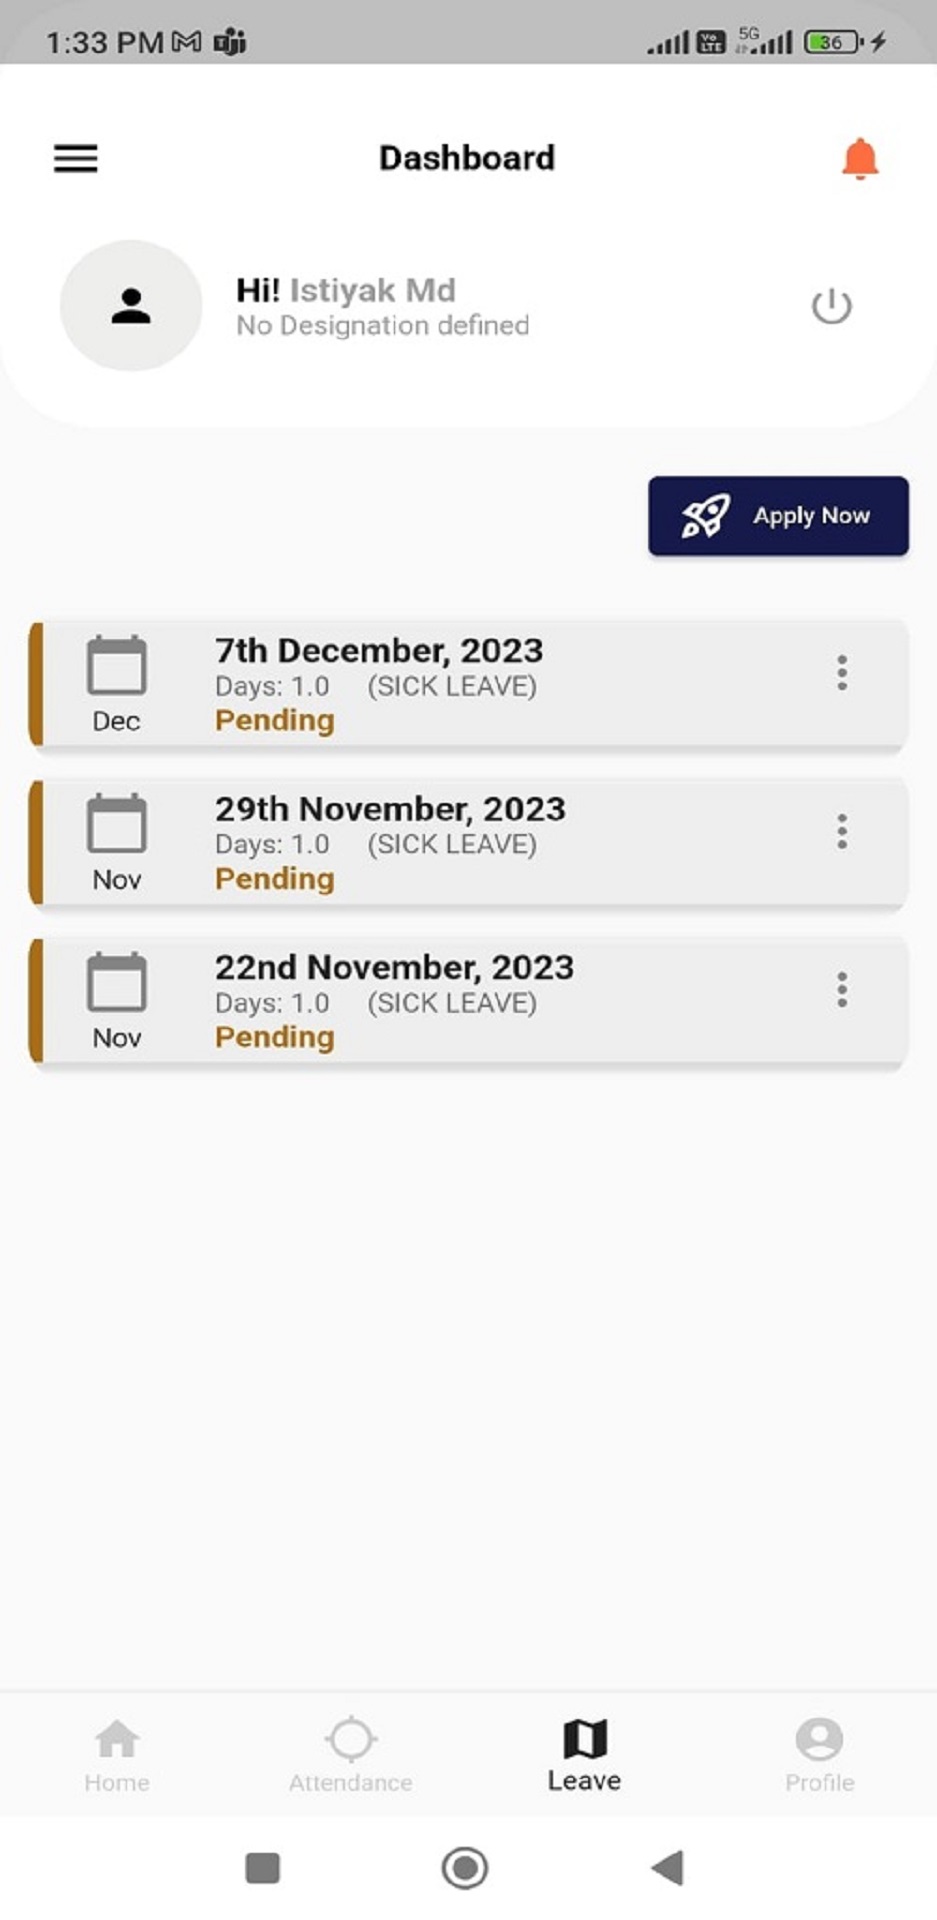 1:33 PM
Vo LTE 5G 36
Dashboard
Hi! Istiyak Md
No Designation defined
Apply Now
7th December, 2023
Days: 1.0 (SICK LEAVE)
Dec
Pending
29th November, 2023
Days: 1.0 (SICK LEAVE)
Nov
Pending
22nd November, 2023
Days: 1.0 (SICK LEAVE)
Nov
Pending
Home
Attendance
Leave
Profile